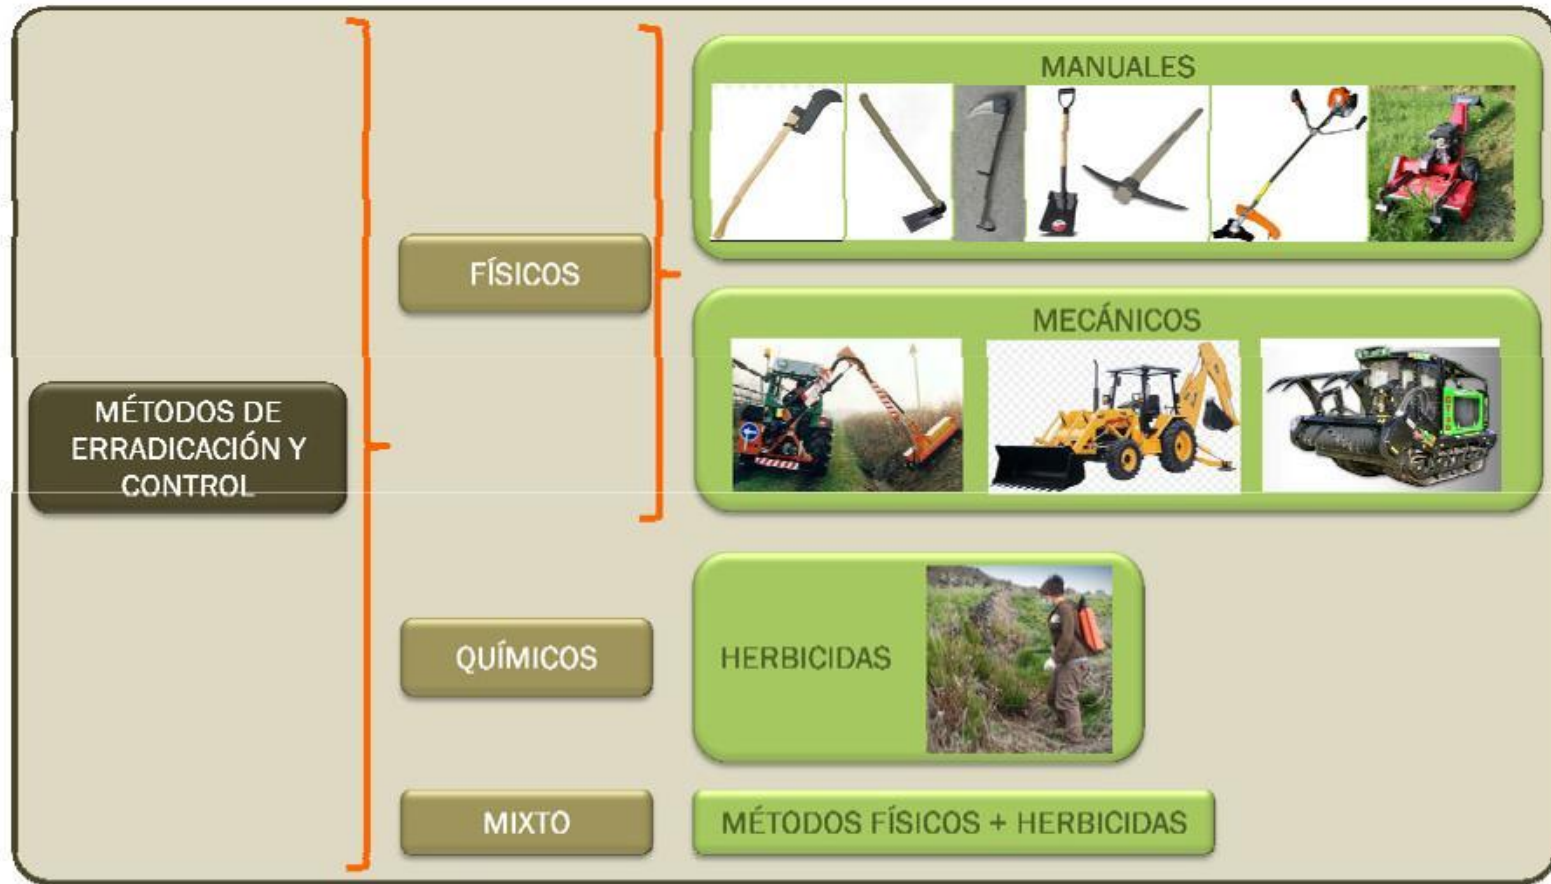 MÉTODOS DE
ERRADICACIÓN Y
CONTROL
FÍSICOS
MANUALES
MECÁNICOS
QUÍMICOS
HERBICIDAS
MIXTO
MÉTODOS FÍSICOS + HERBICIDAS